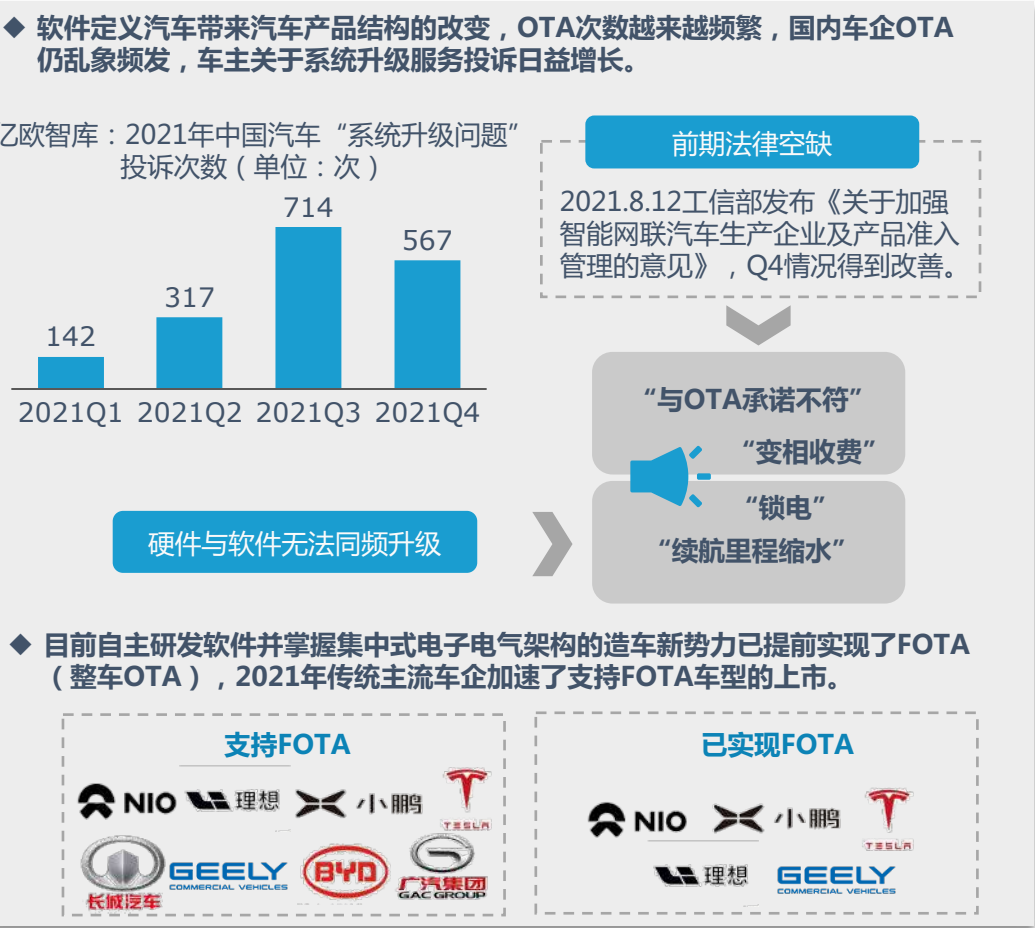 ◆ 软件定义汽车带来汽车产品结构的改变，OTA次数越来越频繁，国内车企OTA
仍乱象频发，车主关于系统升级服务投诉日益增长。
亿欧智库：2021年中国汽车“系统升级问题”
投诉次数（单位：次）
714
567
317
142
2021Q1 2021Q2 2021Q3 2021Q4
前期法律空缺
2021.8.12工信部发布《关于加强
智能网联汽车生产企业及产品准入
管理的意见》，Q4情况得到改善。
“与OTA承诺不符”
“变相收费”
“锁电”
“续航里程缩水”
硬件与软件无法同频升级
◆ 目前自主研发软件并掌握集中式电子电气架构的造车新势力已提前实现了FOTA
（整车OTA），2021年传统主流车企加速了支持FOTA车型的上市。
支持FOTA
NIO 理想 小鹏 TESLA
长城汽车 GEELY COMMERCIAL VEHICLES BYD 广汽集团 GAC GROUP
已实现FOTA
NIO 小鹏 TESLA
理想 GEELY COMMERCIAL VEHICLES